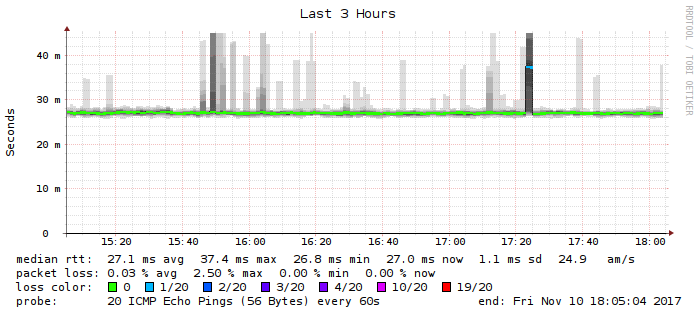 Last 3 Hours
RRDTOOL / TOBI OETIKER
Seconds
40 m
30 m
20 m
10 m
0
15:20 15:40 16:00 16:20 16:40 17:00 17:20 17:40 18:00
median rtt: 27.1 ms avg 37.4 ms max 26.8 ms min 27.0 ms now 1.1 ms sd 24.9 am/s
packet loss: 0.03 % avg 2.50 % max 0.00 % min 0.00 % now
loss color: 0 1/20 2/20 3/20 4/20 10/20 19/20
probe: 20 ICMP Echo Pings (56 Bytes) every 60s end: Fri Nov 10 18:05:04 2017